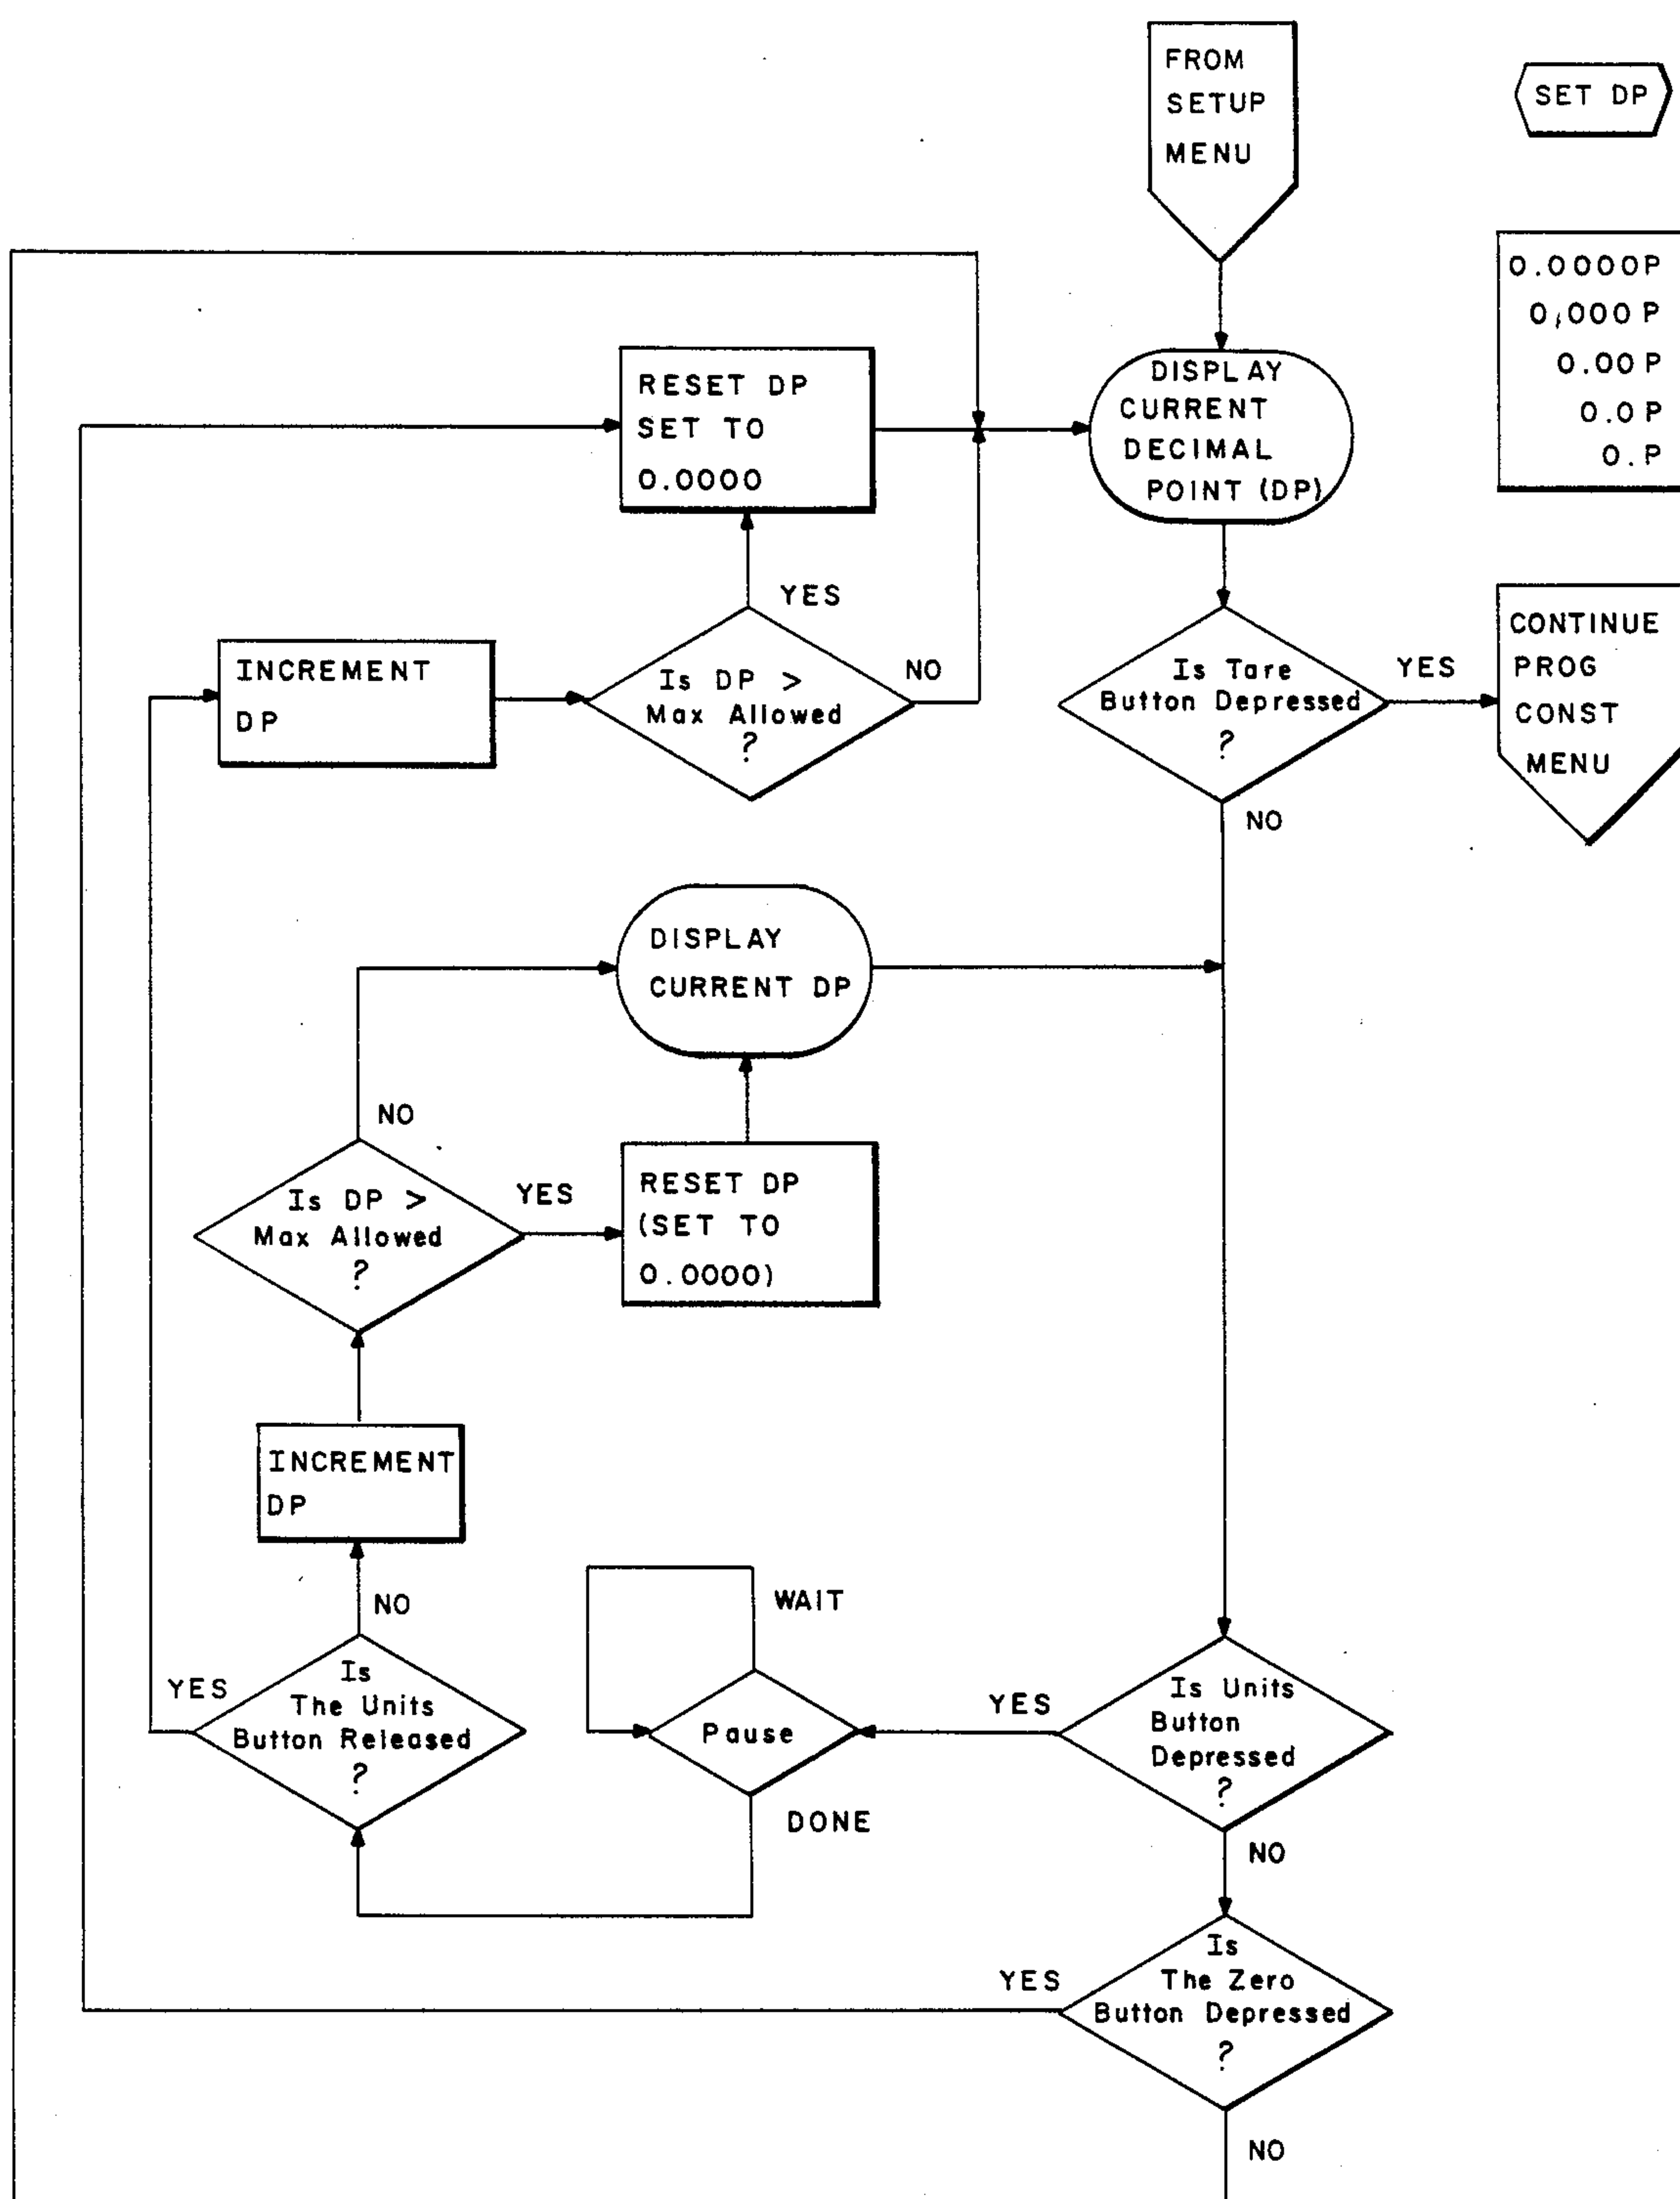 FROM
SETUP
MENU
SET DP
0.0000P
0,000P
0.00P
0.0P
0.P
RESET DP
SET TO
0.0000
DISPLAY
CURRENT
DECIMAL
POINT (DP)
YES
INCREMENT
DP
Is DP >
Max Allowed
?
NO
Is Tare
Button Depressed
?
YES
CONTINUE
PROG
CONST
MENU
NO
DISPLAY
CURRENT DP
NO
Is DP >
Max Allowed
?
YES
RESET DP
(SET TO
0.0000)
INCREMENT
DP
NO
WAIT
YES
Is
The Units
Button Released
?
Pause
YES
Is Units
Button
Depressed
?
DONE
NO
YES
Is
The Zero
Button Depressed
?
NO